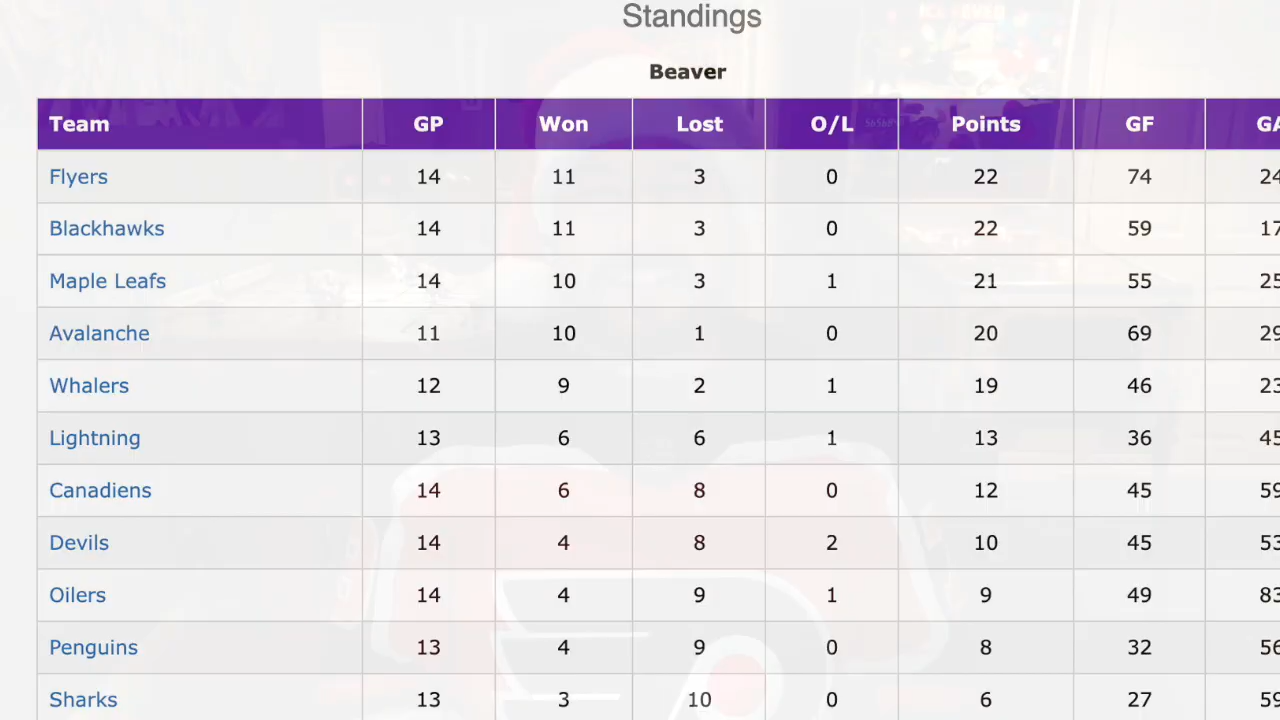 Standings
Beaver
Team GP Won Lost O/L Points GF
Flyers 14 11 3 0 22 74 24
Blackhawks 14 11 3 0 22 59 17
Maple Leafs 14 10 3 1 21 55 25
Avalanche 11 10 1 0 20 69 29
Whalers 12 9 2 1 19 46 23
Lightning 13 6 6 1 13 36 45
Canadiens 14 6 8 0 12 45 59
Devils 14 4 8 2 10 45 53
Oilers 14 4 9 1 9 49 83
Penguins 13 4 9 0 8 32 56
Sharks 13 3 10 0 6 27 59